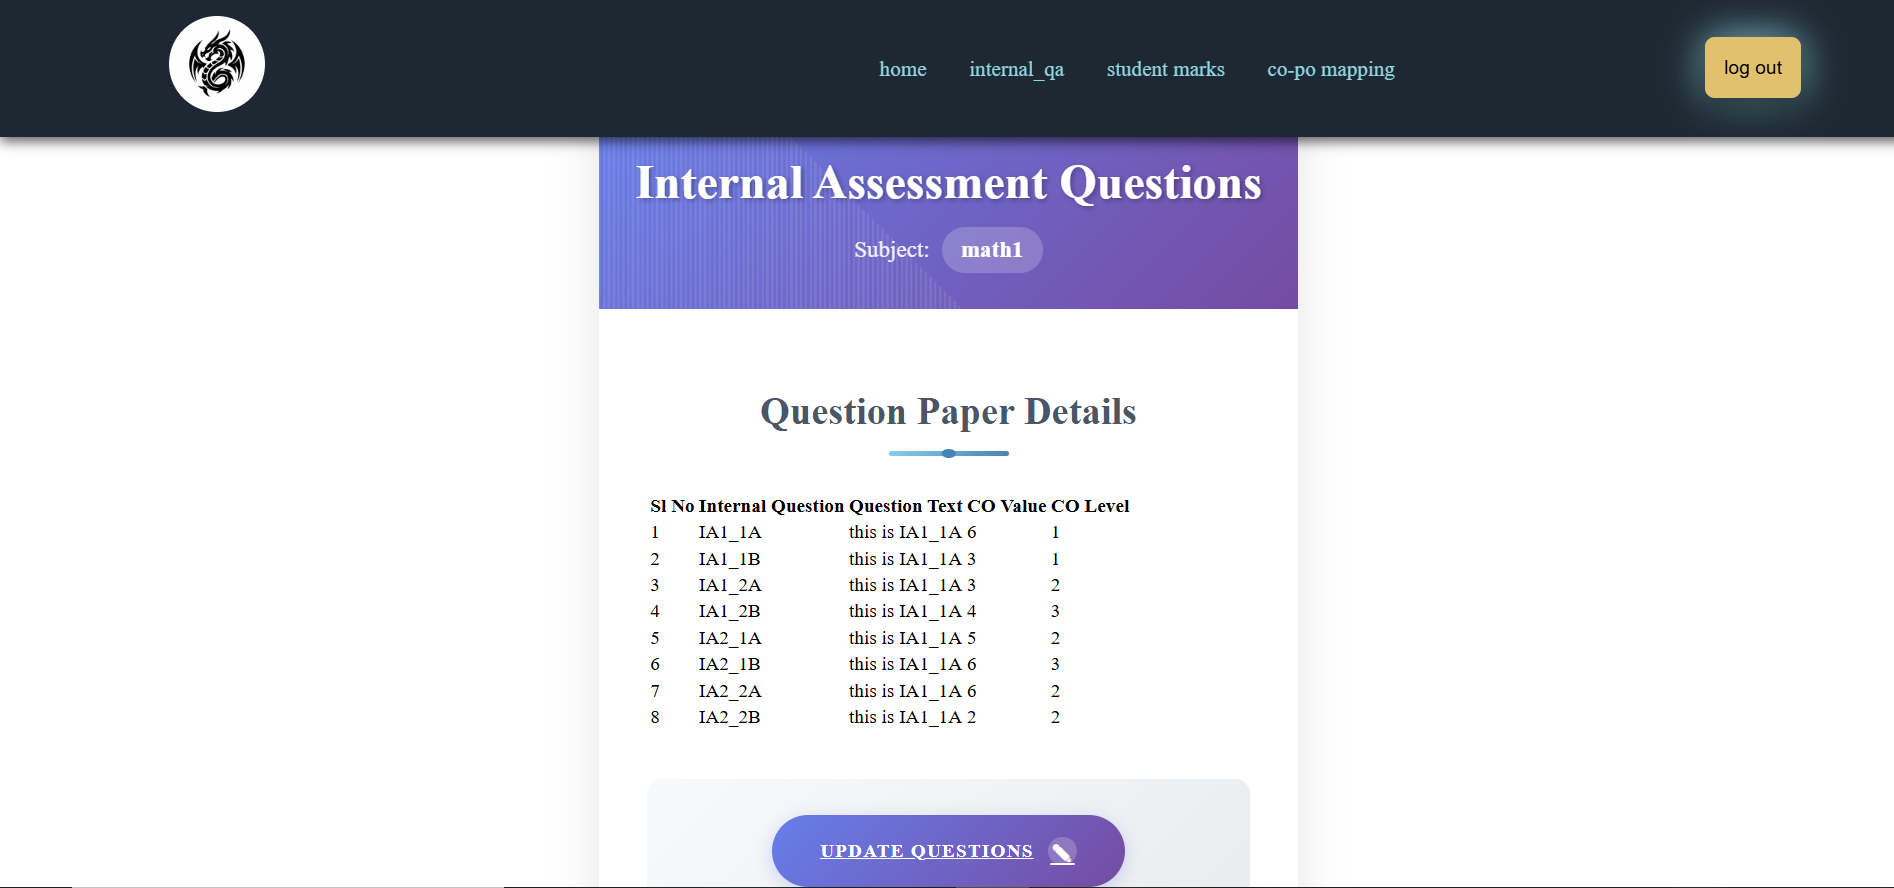 home internal_qa student marks co-po mapping log out
Internal Assessment Questions
Subject: math1
Question Paper Details
Sl No Internal Question Question Text CO Value CO Level
1 IA1_1A this is IA1_1A 6 1
2 IA1_1B this is IA1_1A 3 1
3 IA1_2A this is IA1_1A 3 2
4 IA1_2B this is IA1_1A 4 3
5 IA2_1A this is IA1_1A 5 2
6 IA2_1B this is IA1_1A 6 3
7 IA2_2A this is IA1_1A 6 2
8 IA2_2B this is IA1_1A 2 2
UPDATE QUESTIONS